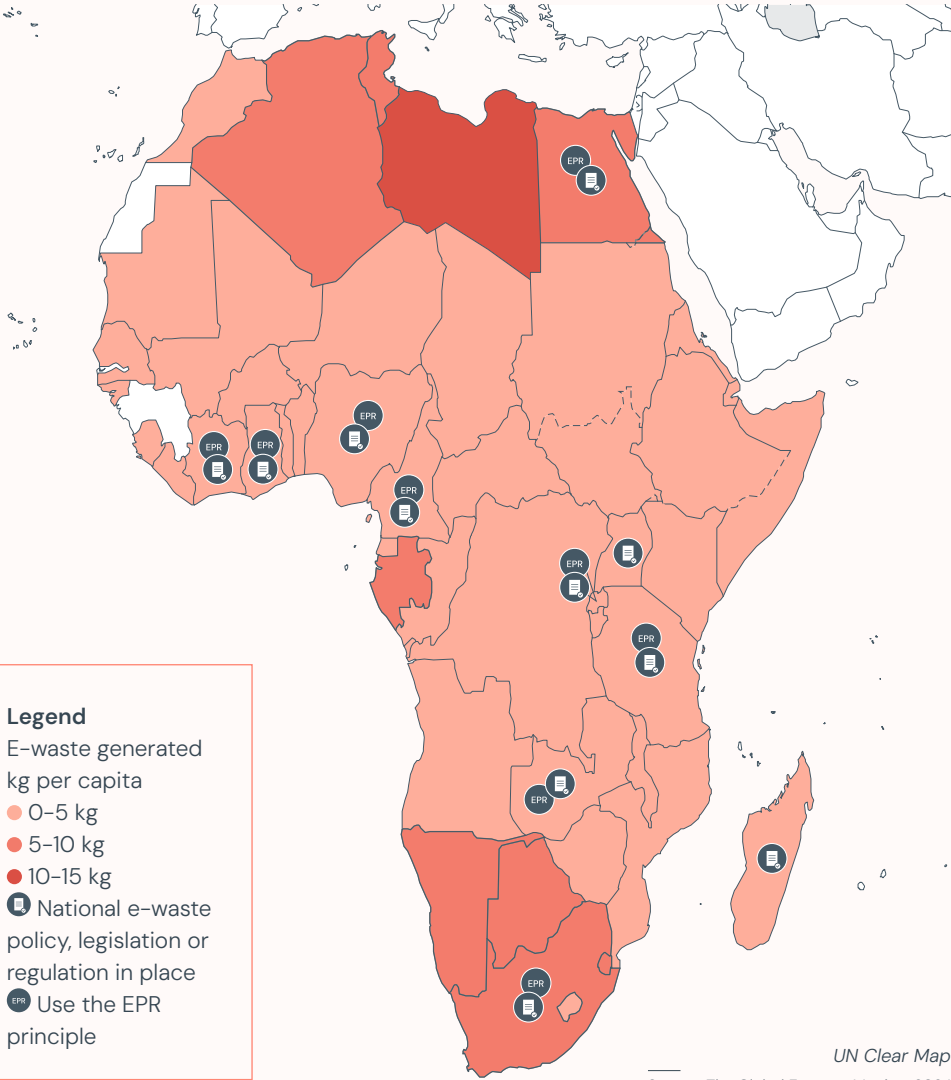 EPR
EPR
EPR
EPR
EPR
EPR
EPR
EPR
EPR
Legend
E-waste generated
kg per capita
0-5 kg
5-10 kg
10-15 kg
National e-waste
policy, legislation or
regulation in place
EPR Use the EPR
principle
UN Clear Map